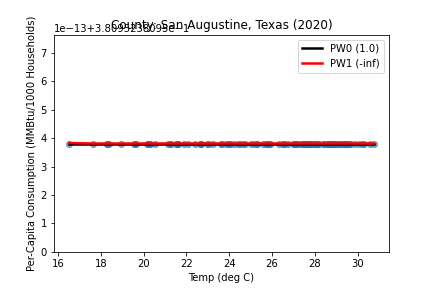 County: San Augustine, Texas (2020)
1e−13+3.8095238095e−1
PW0 (1.0)
PW1 (-inf)
Per-Capita Consumption (MMBtu/1000 Households)
7
6
5
4
3
2
1
0
16 18 20 22 24 26 28 30
Temp (deg C)